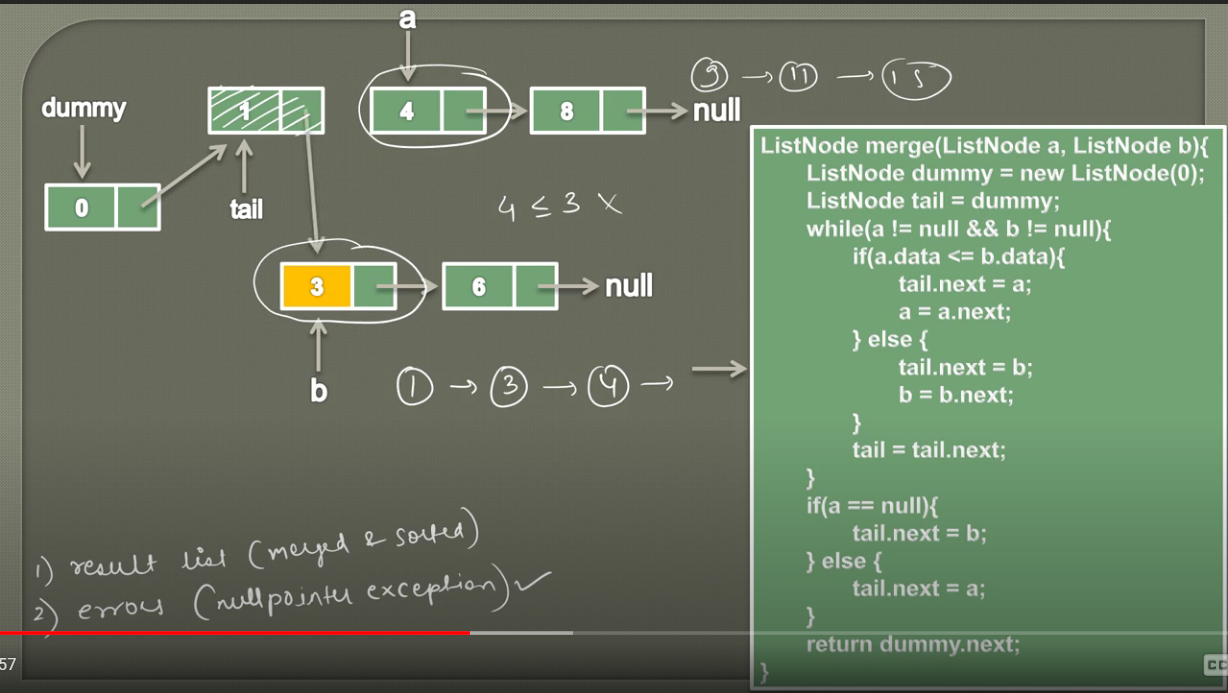 a
9 → 11 → 15
dummy
1
4
8
null
0
tail
4 ≤ 3 X
3
6
null
b
1 → 3 → 4 →
ListNode merge(ListNode a, ListNode b){
ListNode dummy = new ListNode(0);
ListNode tail = dummy;
while(a != null && b != null){
if(a.data <= b.data){
tail.next = a;
a = a.next;
} else {
tail.next = b;
b = b.next;
}
tail = tail.next;
}
if(a == null){
tail.next = b;
} else {
tail.next = a;
}
return dummy.next;
}
1) result list (merged & sorted)
2) errors (nullpointer exception) ✓
57
CC